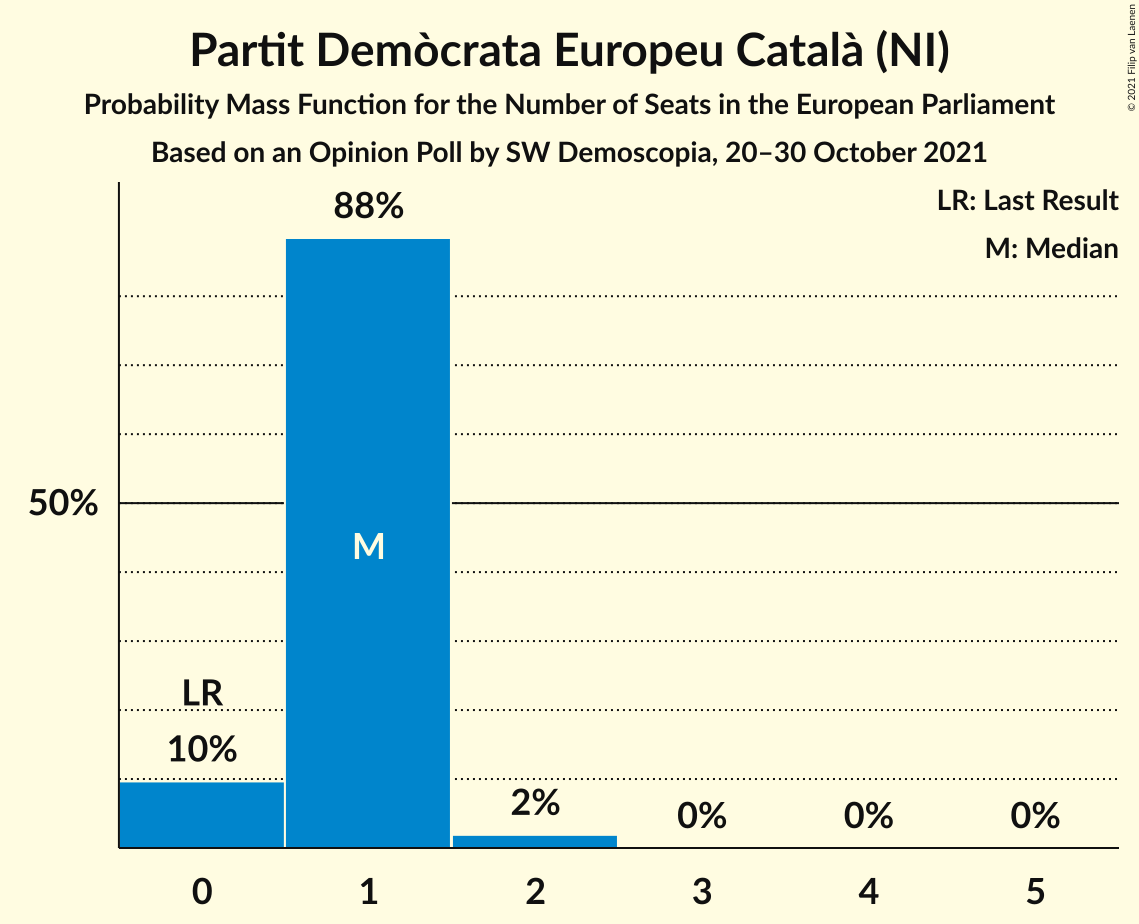 Partit Demòcrata Europeu Català (NI)
Probability Mass Function for the Number of Seats in the European Parliament
Based on an Opinion Poll by SW Demoscopia, 20–30 October 2021
© 2021 Filip van Laenen
LR: Last Result
M: Median
88%
50%
M
LR
10%
2%
0%
0%
0%
0
1
2
3
4
5